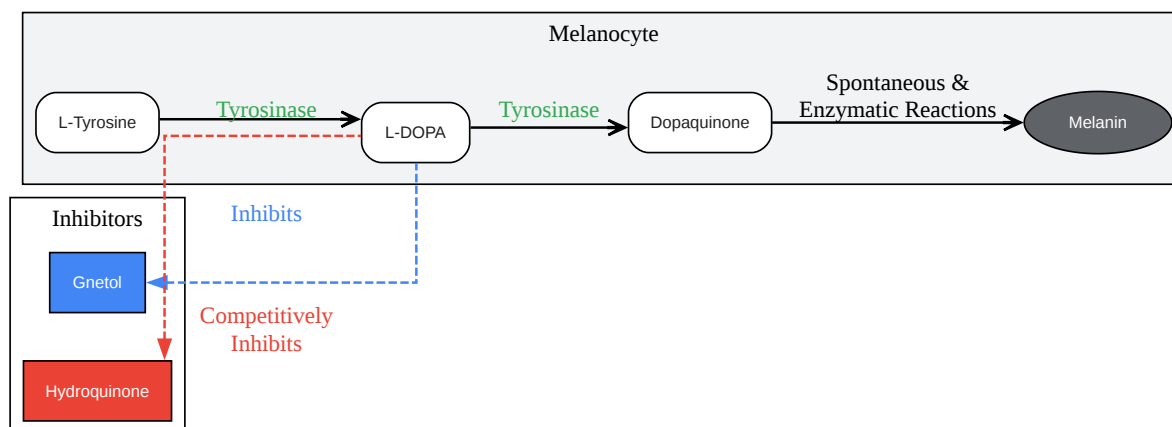 Melanocyte
L-Tyrosine
Tyrosinase
L-DOPA
Tyrosinase
Dopaquinone
Spontaneous &
Enzymatic Reactions
Melanin
Inhibitors
Inhibits
Gnetol
Competitively
Inhibits
Hydroquinone